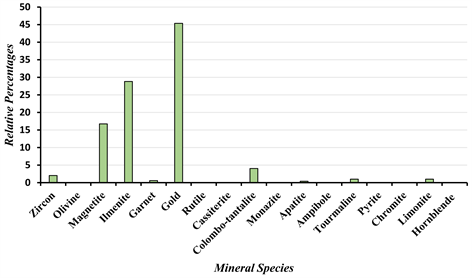 Relative Percentages
50
45
40
35
30
25
20
15
10
5
0
Zircon
Olivine
Magnetite
Ilmenite
Garnet
Gold
Rutile
Cassiterite
Colombo-tantalite
Monazite
Apatite
Ampibole
Tourmaline
Pyrite
Chromite
Limonite
Hornblende
Mineral Species